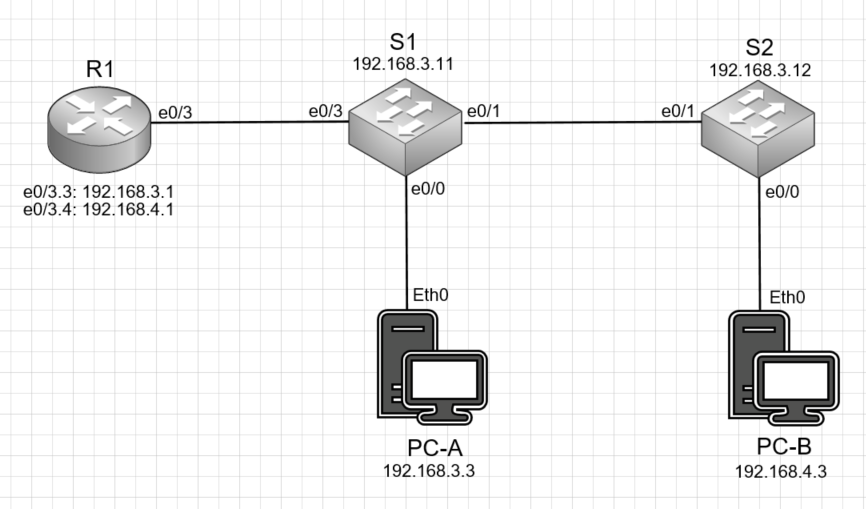 S1
192.168.3.11
S2
192.168.3.12
R1
e0/3
e0/3
e0/1
e0/1
e0/3.3: 192.168.3.1
e0/3.4: 192.168.4.1
e0/0
e0/0
Eth0
Eth0
PC-A
192.168.3.3
PC-B
192.168.4.3